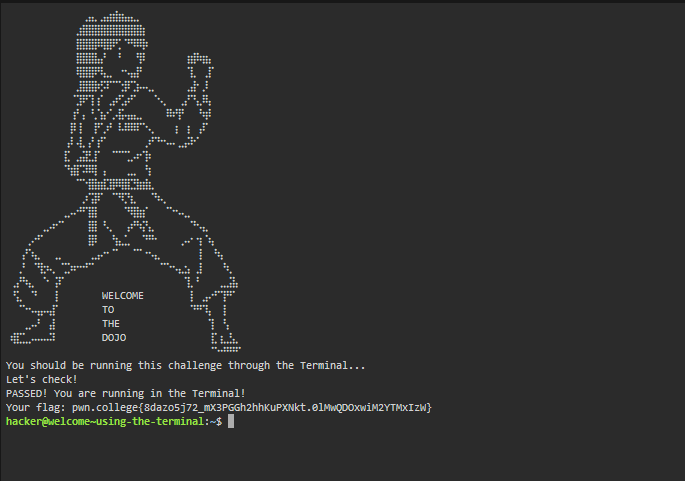 WELCOME
TO
THE
DOJO
You should be running this challenge through the Terminal...
Let's check!
PASSED! You are running in the Terminal!
Your flag: pwn.college{8dazo5j72_mX3PGGh2hhKuPXNkt.0lMwQDOxwiM2YTMxIzW}
hacker@welcome~using-the-terminal:~$